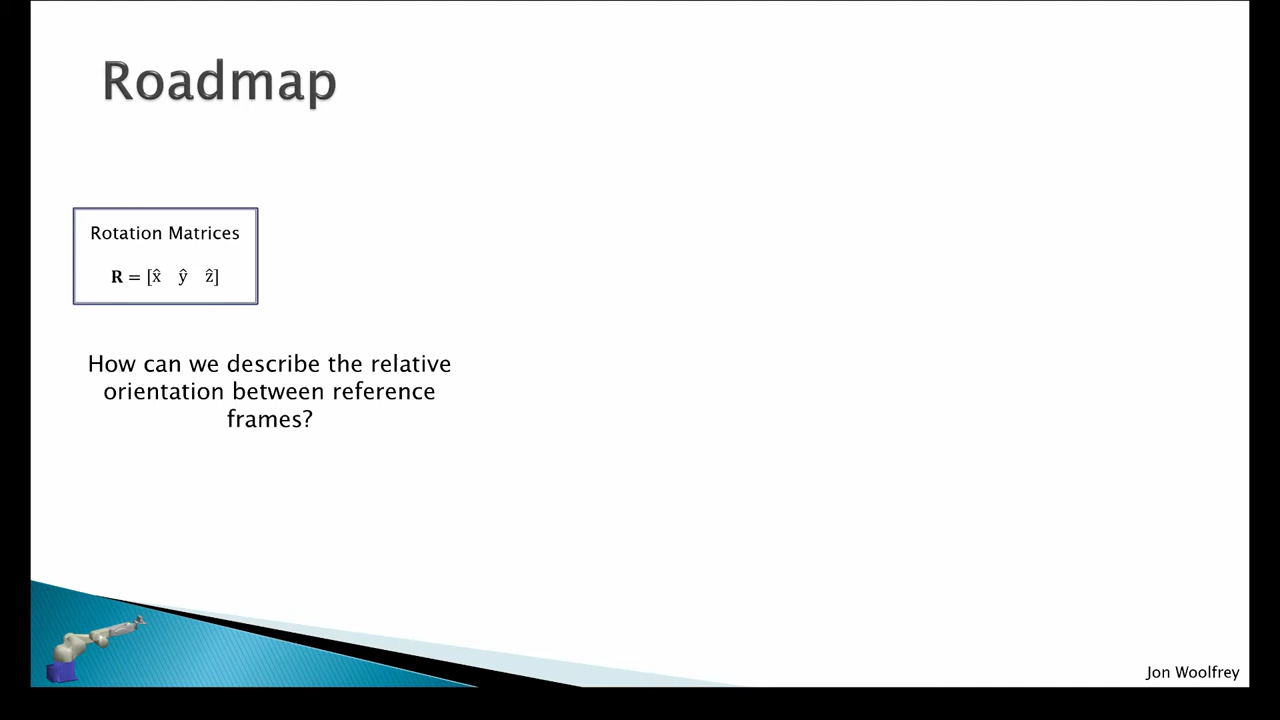 Roadmap
Rotation Matrices
R = [x̂ ŷ ẑ]
How can we describe the relative
orientation between reference
frames?
Jon Woolfrey